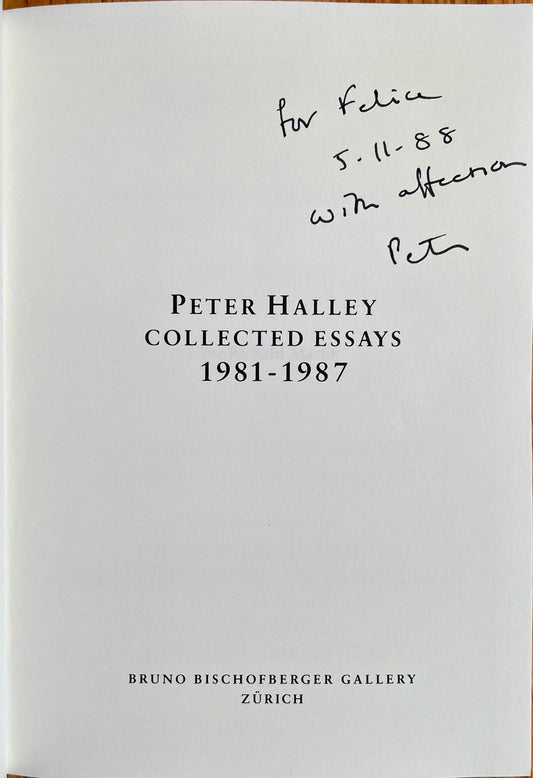 for Felice
5-11-88
with affection
Peter
PETER HALLEY
COLLECTED ESSAYS
1981-1987
BRUNO BISCHOFBERGER GALLERY
ZÜRICH